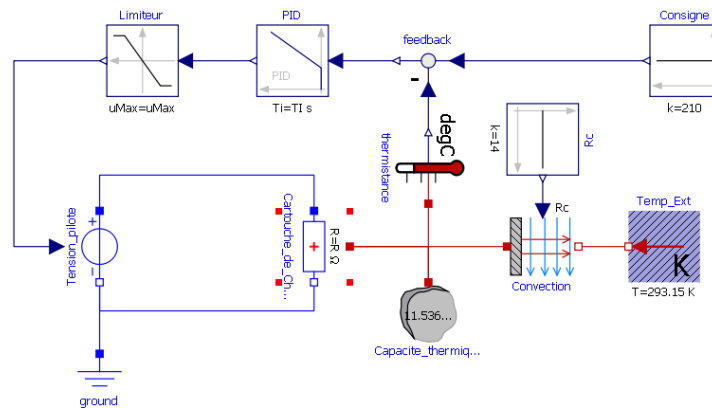 Limiteur
PID
Consigne
feedback
PID
uMax=uMax
Ti=TI s
k=210
-
degC
thermistance
k=14
Rc
Rc
Temp_Ext
Tension_pilote
+
-
Cartouche_de_Ch...
R=R Ω
K
Convection
T=293.15 K
11.536...
Capacite_thermiq...
ground